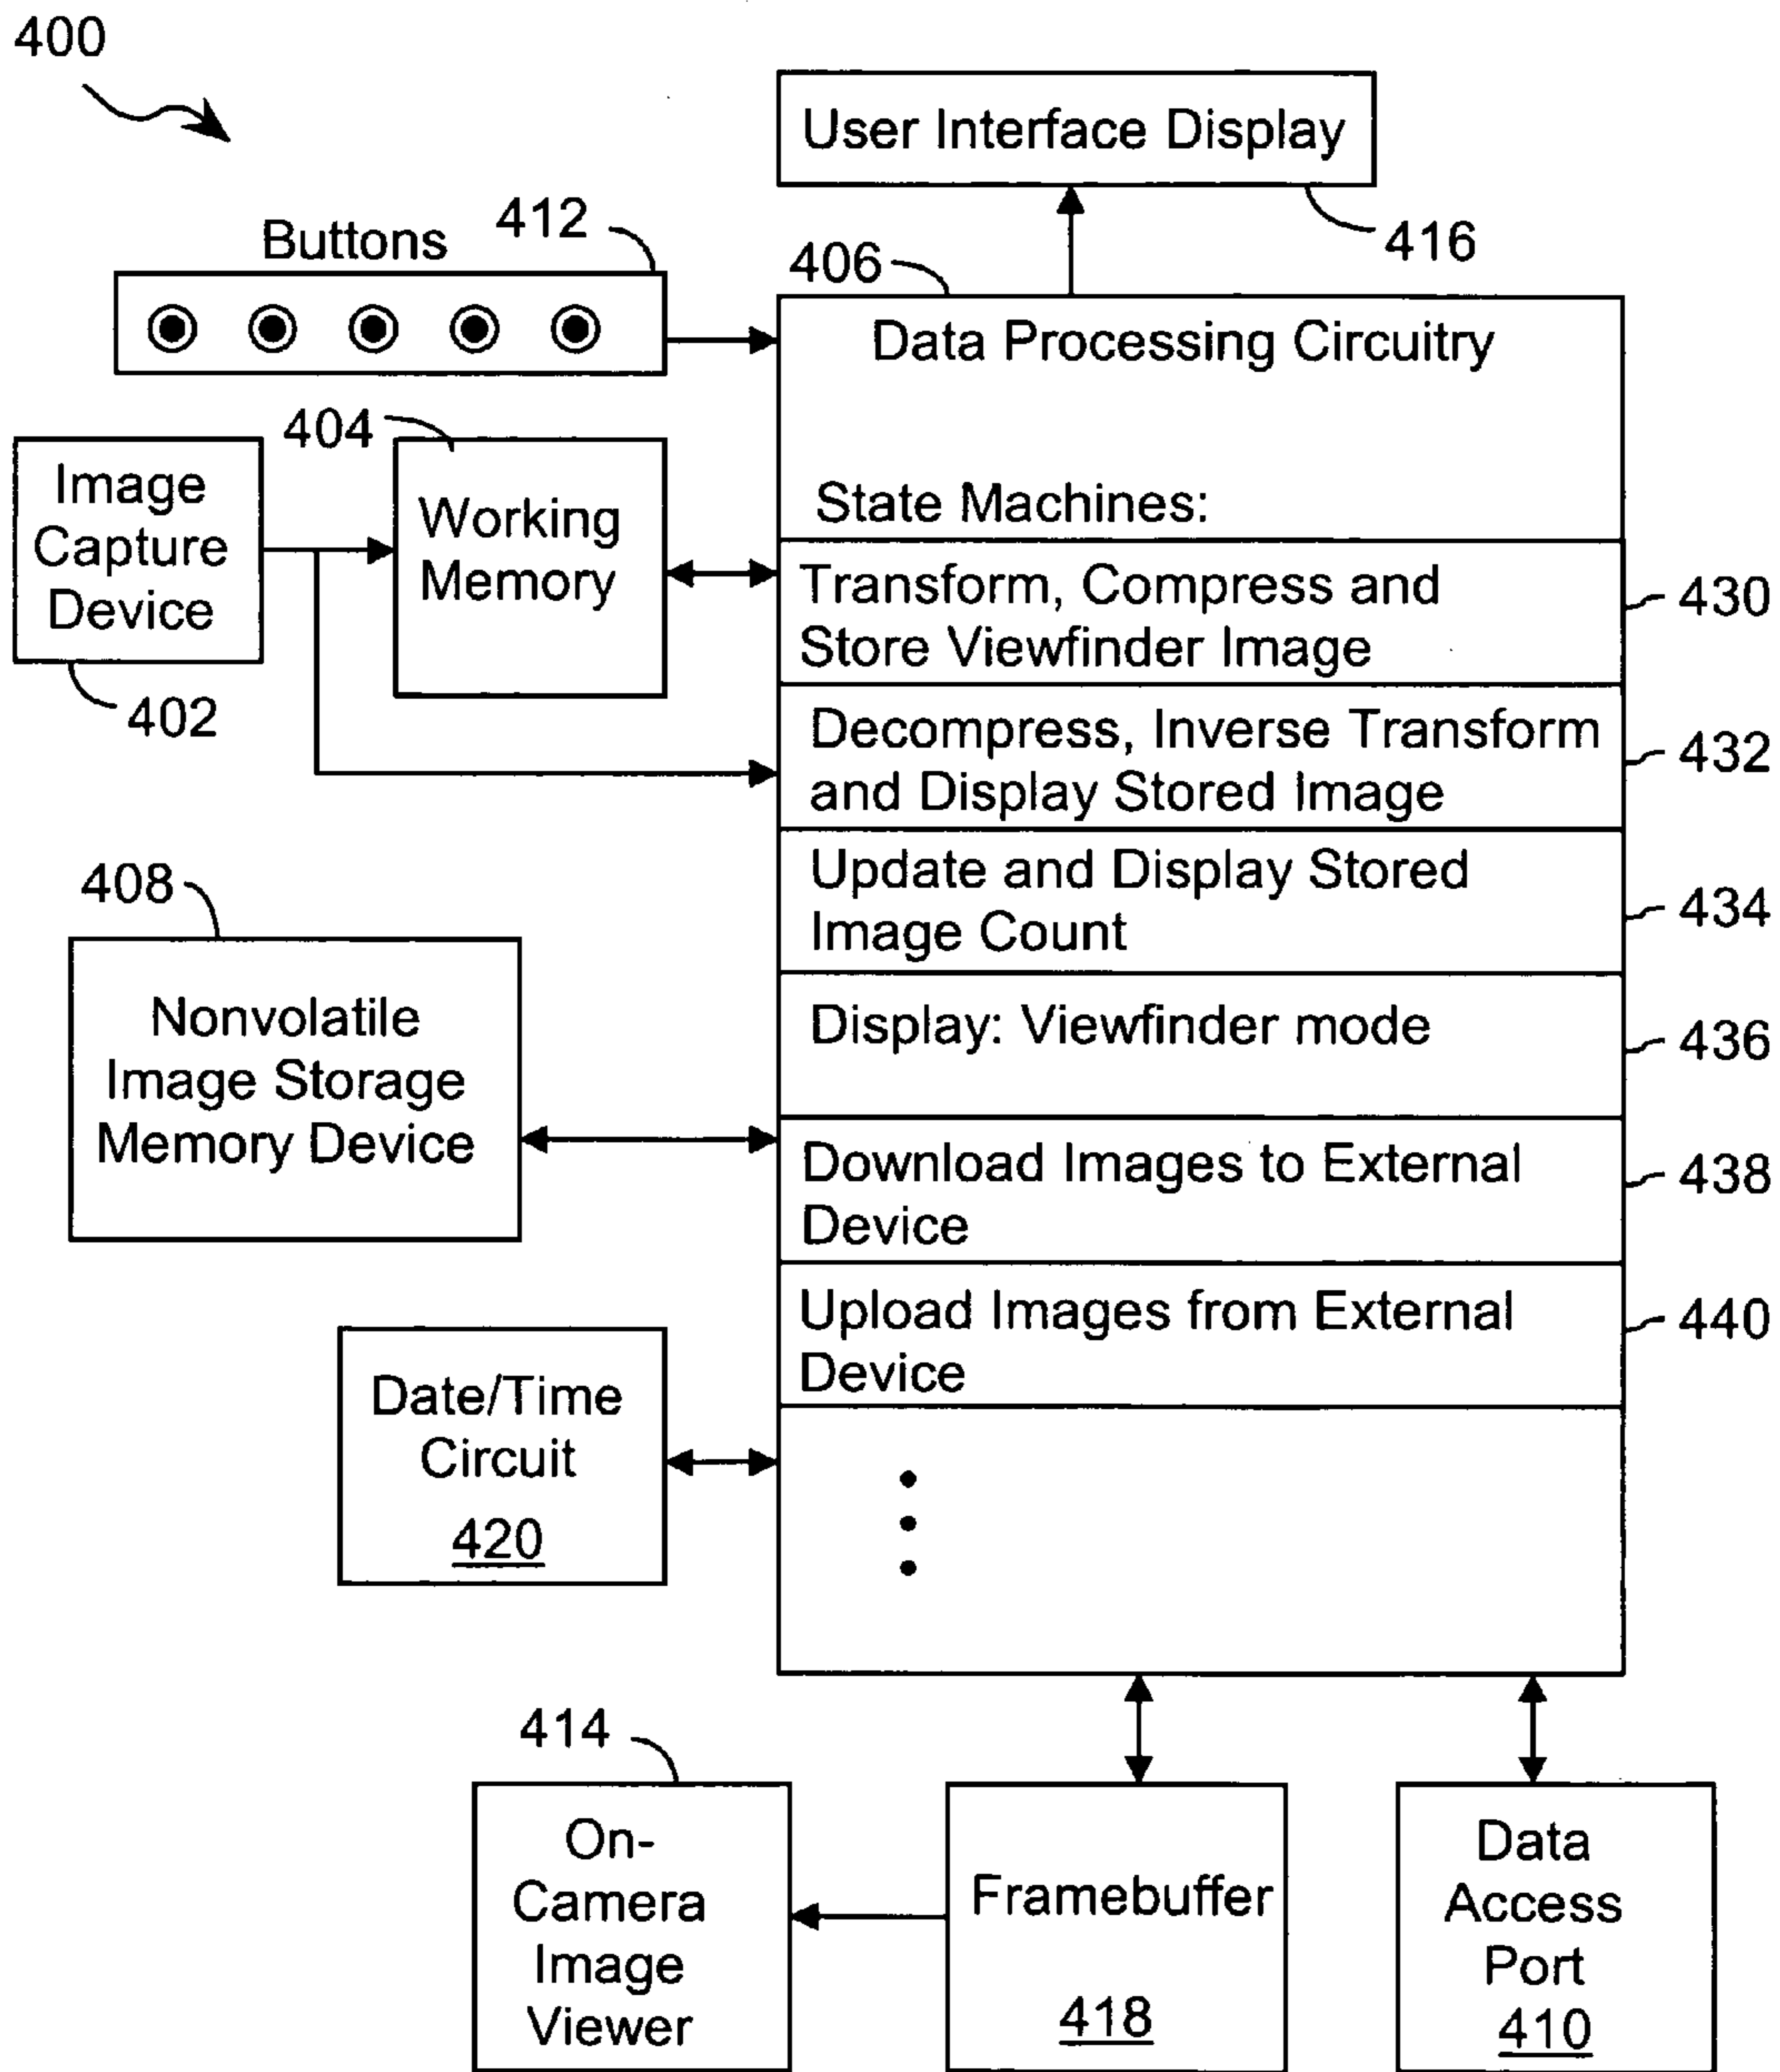 400
User Interface Display
416
Buttons
412
406
Data Processing Circuitry
State Machines:
404
Image
Capture
Device
402
Working
Memory
Transform, Compress and
Store Viewfinder Image
430
Decompress, Inverse Transform
and Display Stored Image
432
Update and Display Stored
Image Count
434
408
Nonvolatile
Image Storage
Memory Device
Display: Viewfinder mode
436
Download Images to External
Device
438
Upload Images from External
Device
440
Date/Time
Circuit
420
414
On-
Camera
Image
Viewer
Framebuffer
418
Data
Access
Port
410